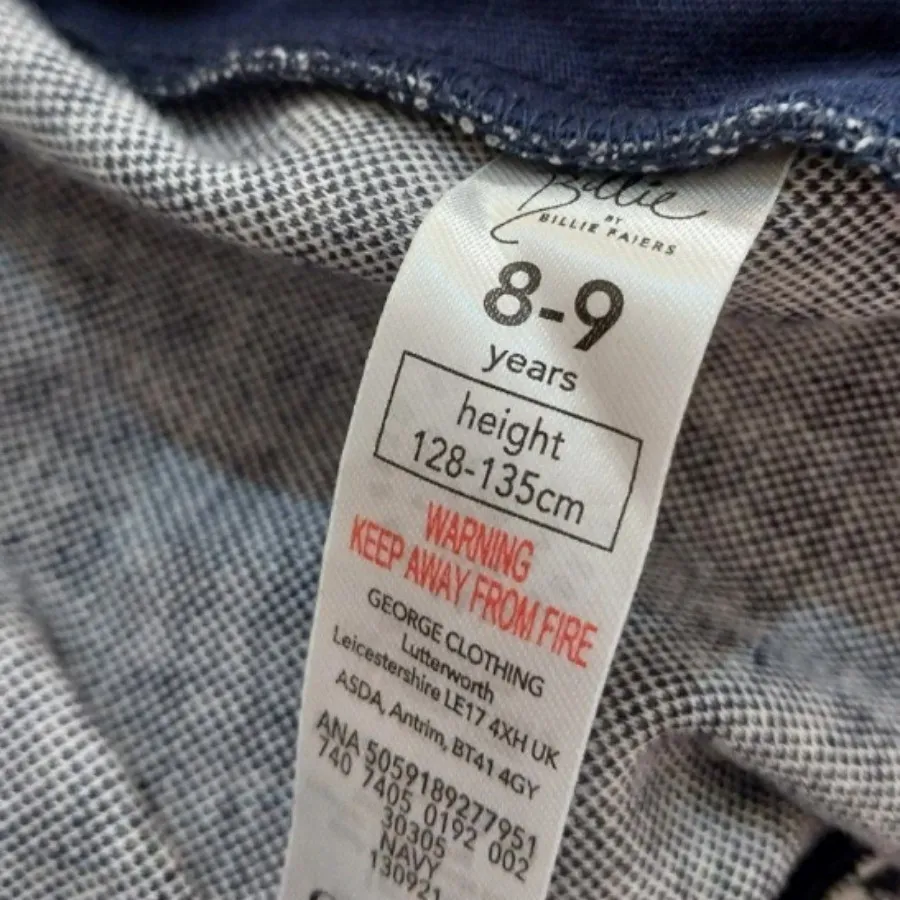 Billie
BY
BILLIE FAIERS
8-9
years
height
128-135cm
WARNING
KEEP AWAY FROM FIRE
GEORGE CLOTHING
Lutterworth
Leicestershire LE17 4XH UK
ASDA, Antrim, BT41 4GY
ANA 5059189277951
740 7405 0192 002
30305
NAVY
130921